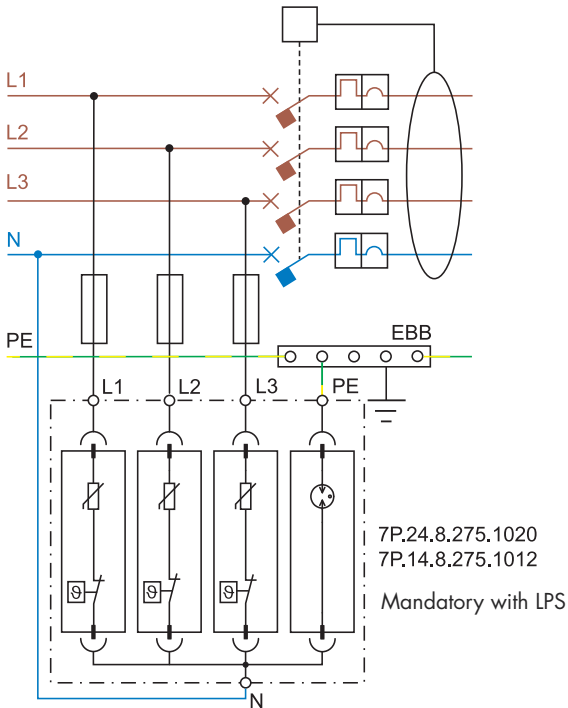 L1
L2
L3
N
PE
EBB
L1
L2
L3
PE
ϑ
ϑ
ϑ
7P.24.8.275.1020
7P.14.8.275.1012
Mandatory with LPS
N